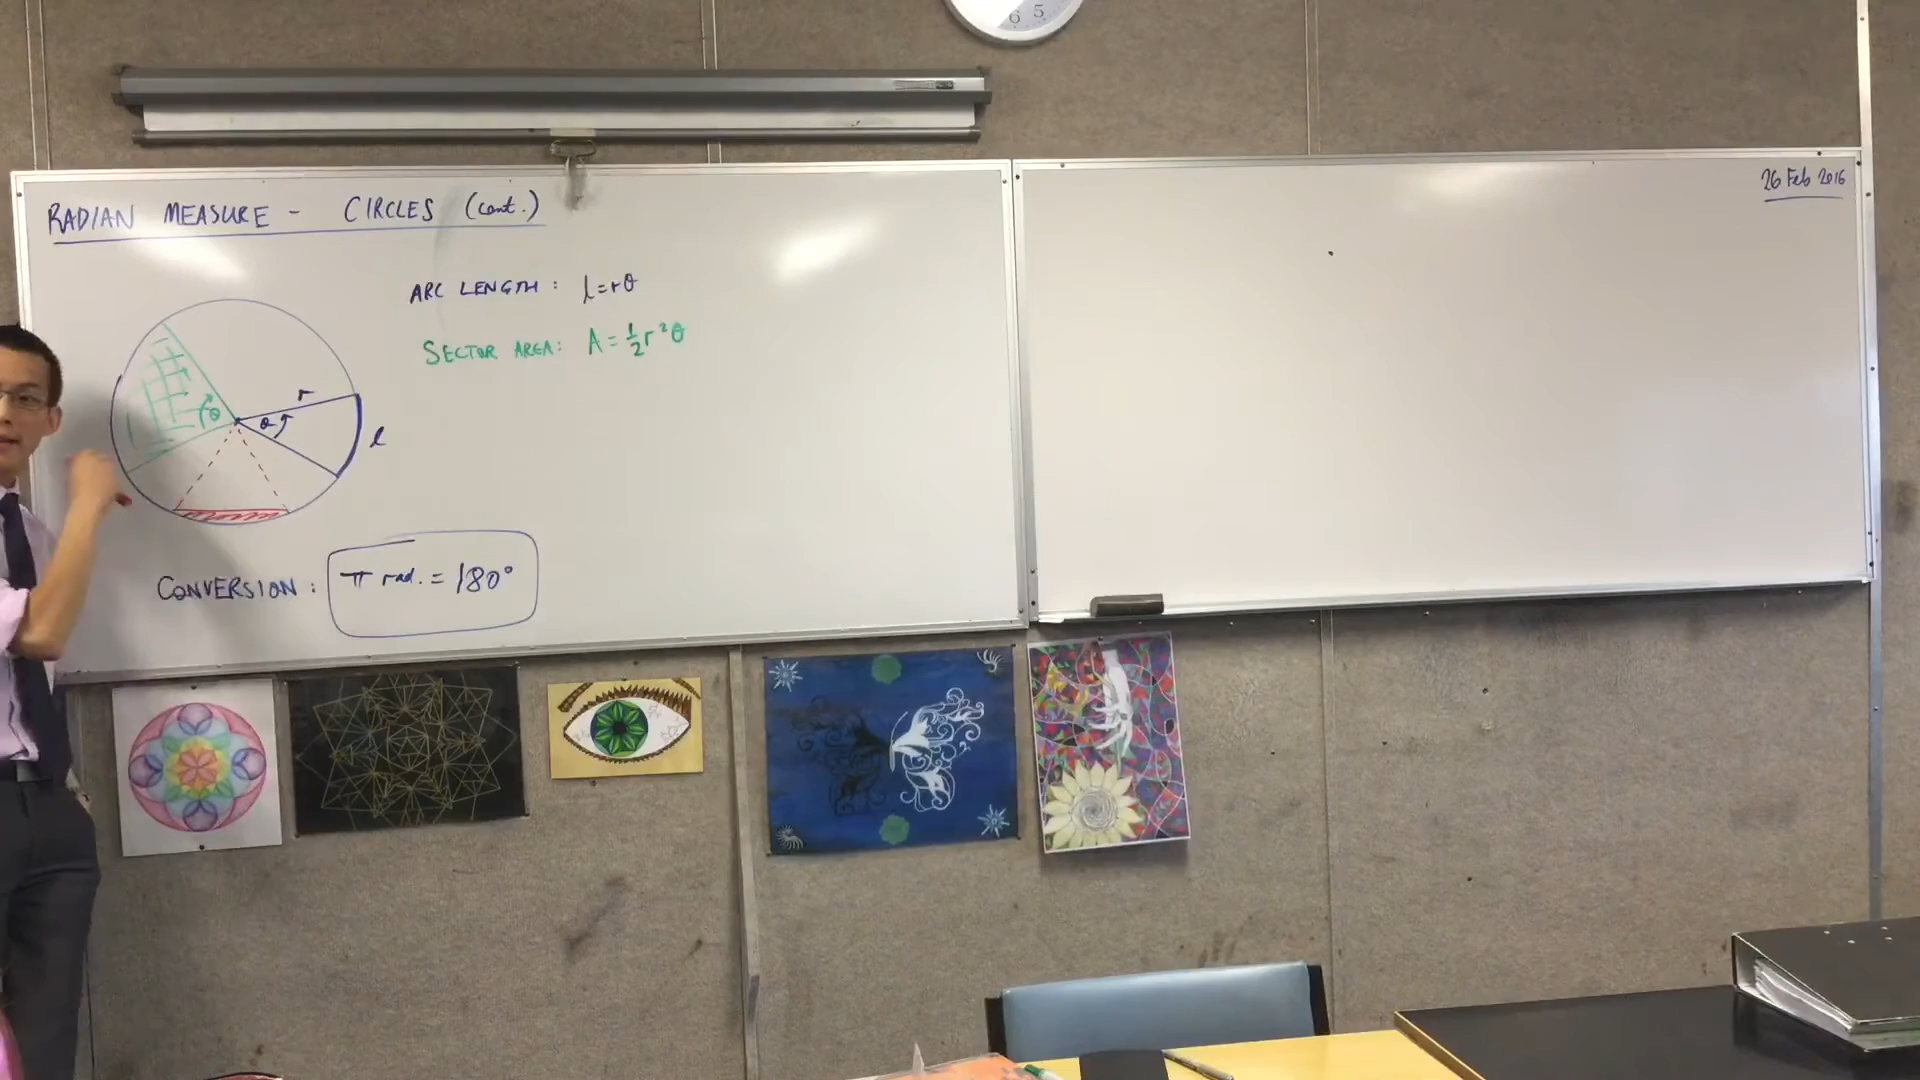 6 5
RADIAN MEASURE - CIRCLES (cont.)
26 Feb 2016
ARC LENGTH : l = rθ
SECTOR AREA: A = ½r²θ
r
θ
θ
l
CONVERSION : π rad. = 180°